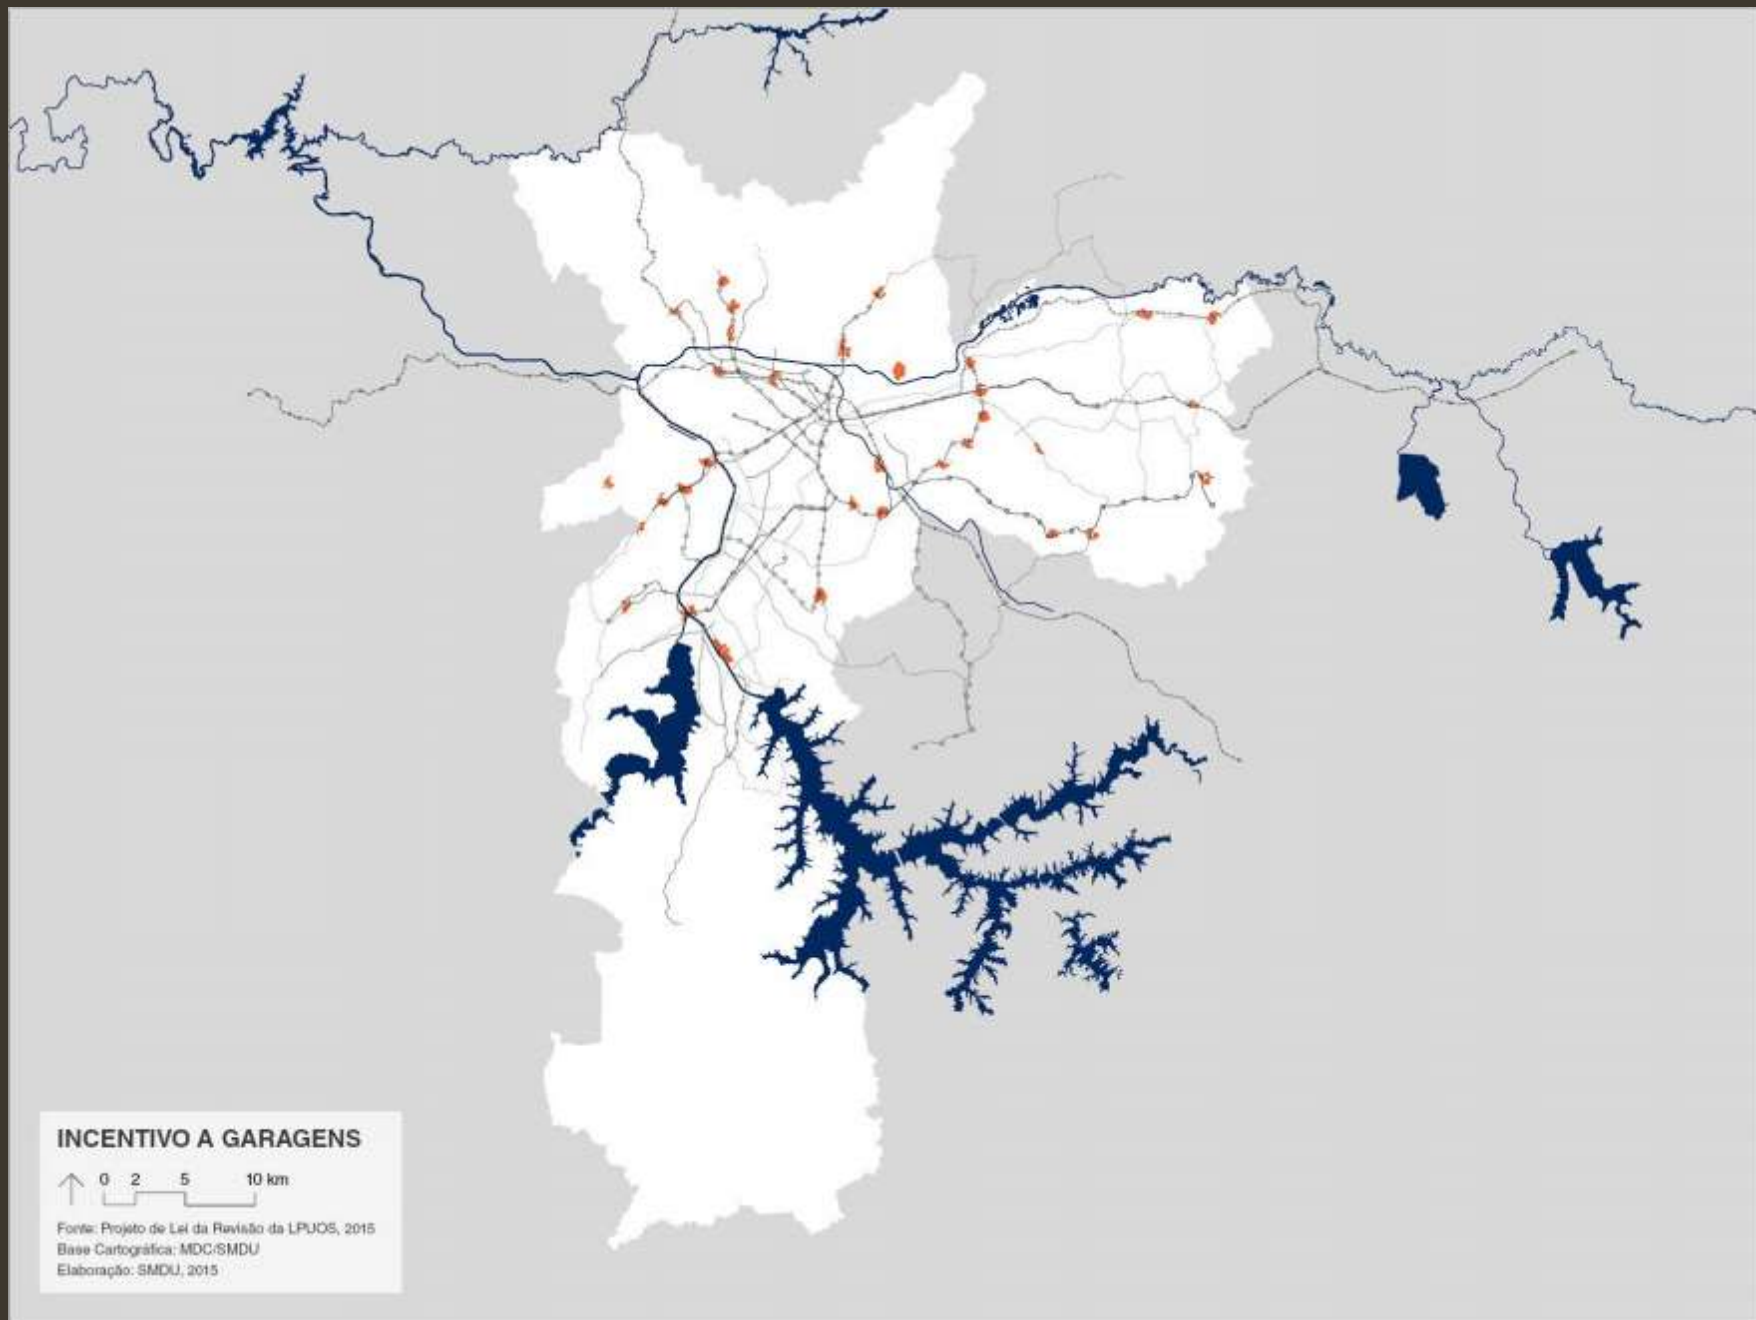 INCENTIVO A GARAGENS
0 2 5 10 km
Fonte: Projeto de Lei da Revisão da LPUOS, 2015
Base Cartográfica: MDC/SMDU
Elaboração: SMDU, 2015